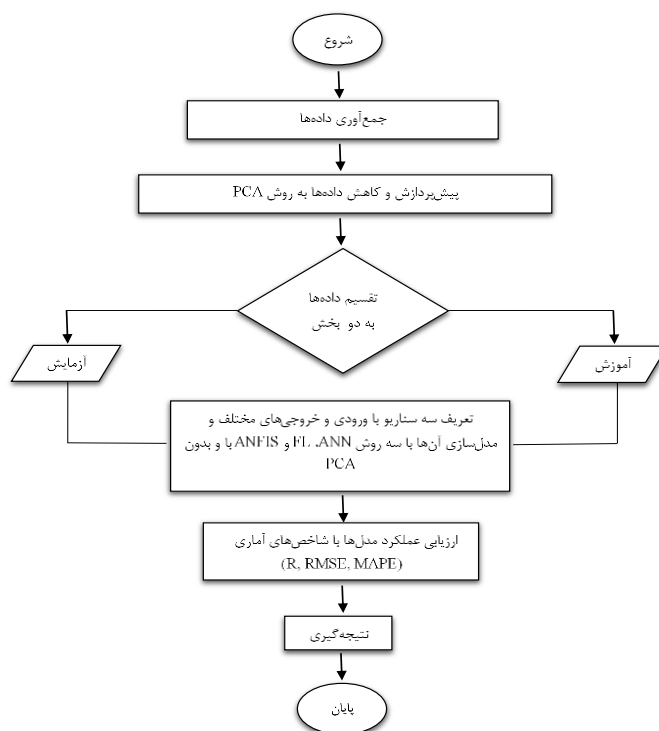 شروع
جمع‌آوری داده‌ها
پیش‌پردازش و کاهش داده‌ها به روش PCA
تقسیم داده‌ها
به دو بخش
آموزش
آزمایش
تعریف سه سناریو با ورودی و خروجی‌های مختلف و
مدل‌سازی آن‌ها با سه روش FL ،ANN و ANFIS با و بدون
PCA
ارزیابی عملکرد مدل‌ها با شاخص‌های آماری
(R, RMSE, MAPE)
نتیجه‌گیری
پایان